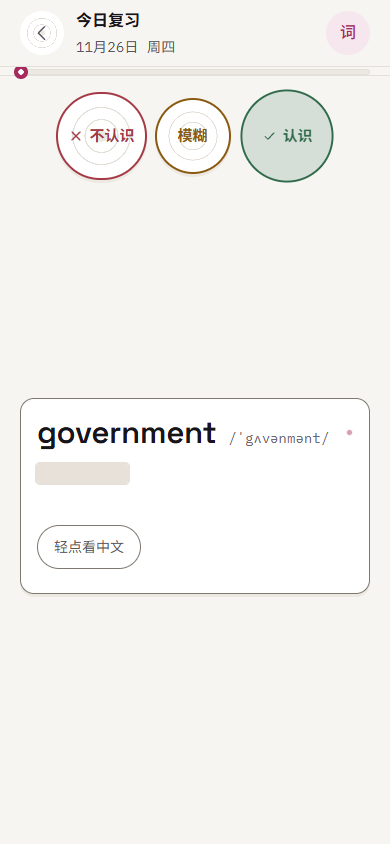 今日复习
11月26日 周四
词
不认识
模糊
认识
government /ˈgʌvənmənt/
轻点看中文